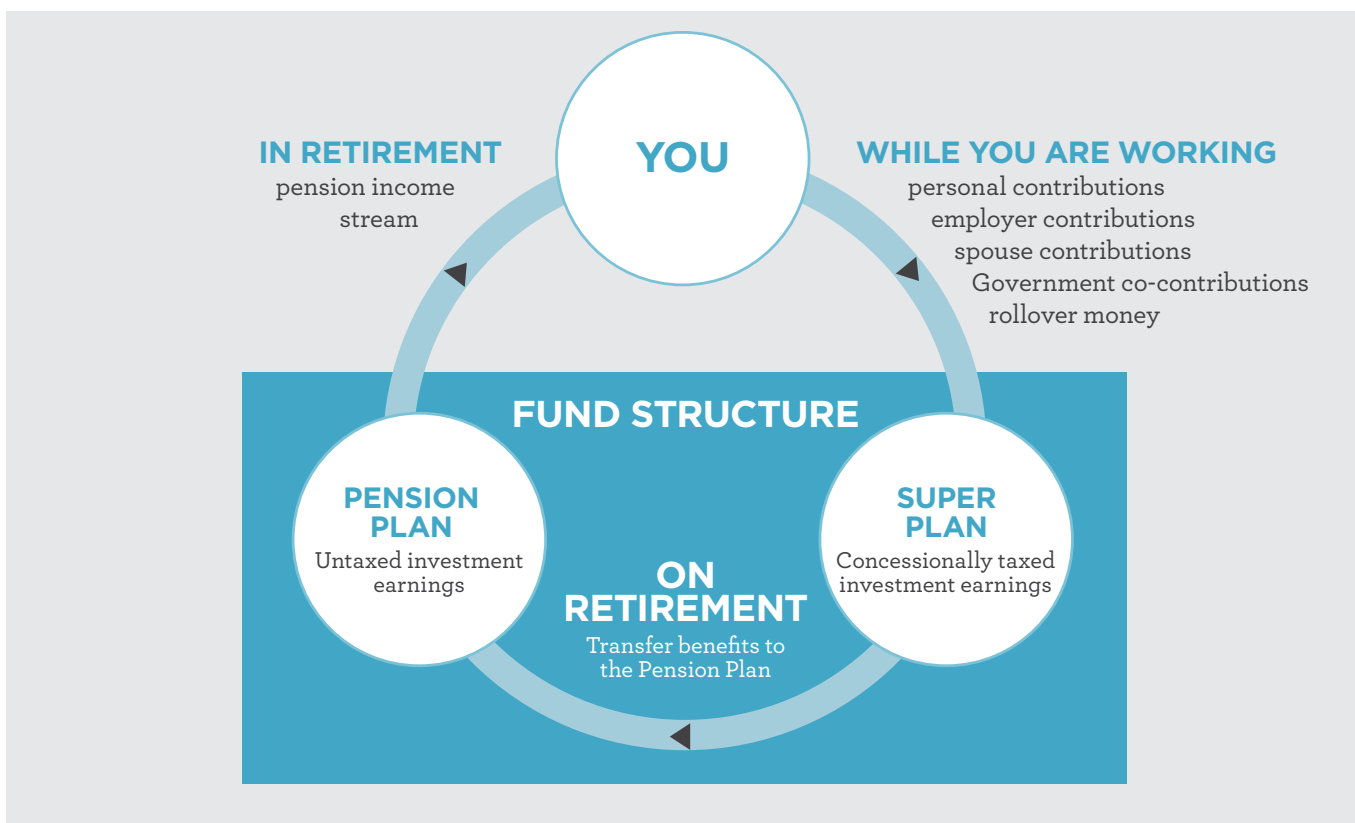 YOU
IN RETIREMENT
pension income
stream
WHILE YOU ARE WORKING
personal contributions
employer contributions
spouse contributions
Government co-contributions
rollover money
FUND STRUCTURE
PENSION
PLAN
Untaxed investment
earnings
ON
RETIREMENT
Transfer benefits to
the Pension Plan
SUPER
PLAN
Concessionally taxed
investment earnings